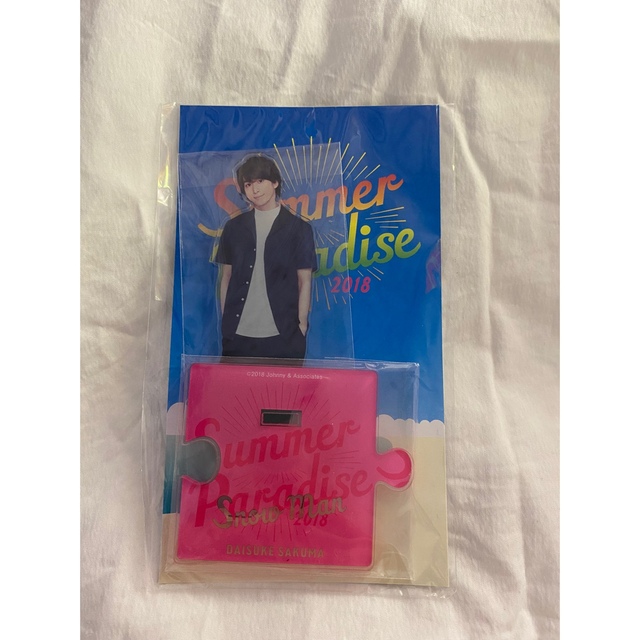 Summer
Paradise
2018
©2018 Johnny & Associates
Summer
Paradise
Snow Man
2018
DAISUKE SAKUMA